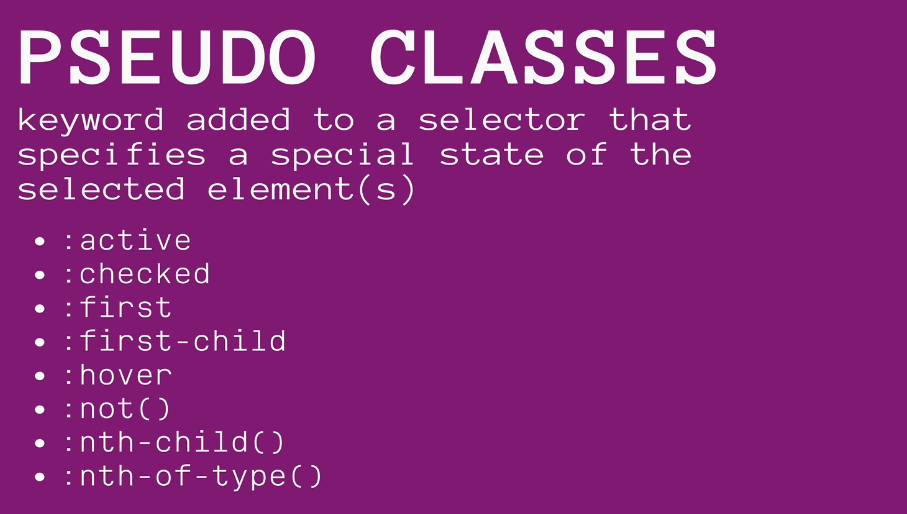 PSEUDO CLASSES
keyword added to a selector that
specifies a special state of the
selected element(s)
• :active
• :checked
• :first
• :first-child
• :hover
• :not()
• :nth-child()
• :nth-of-type()